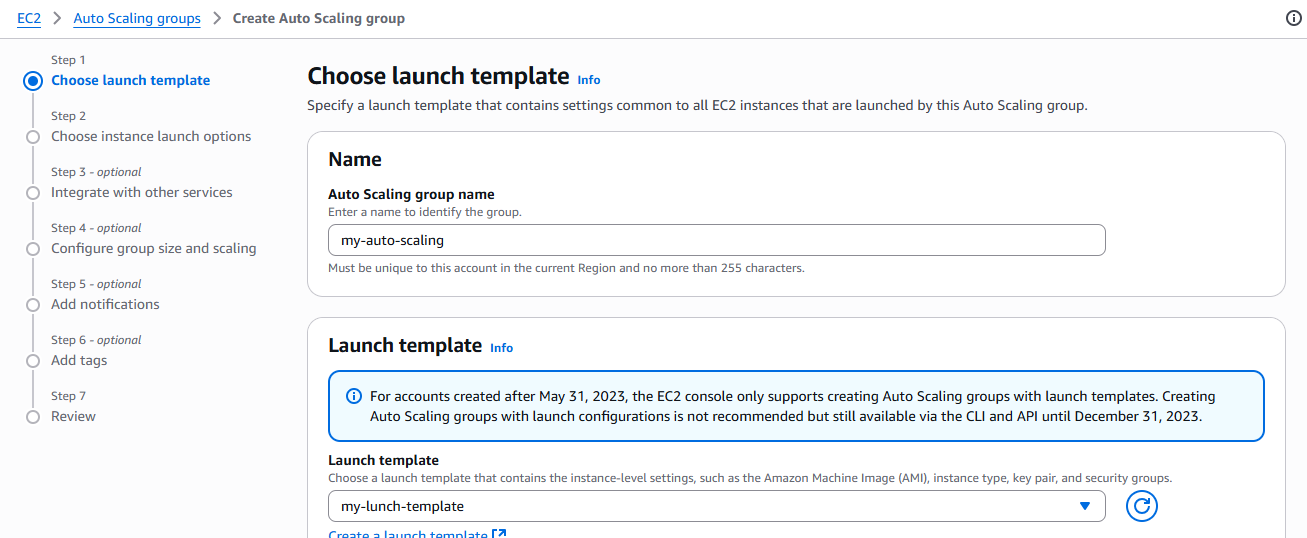 EC2 > Auto Scaling groups > Create Auto Scaling group
Step 1
Choose launch template
Step 2
Choose instance launch options
Step 3 - optional
Integrate with other services
Step 4 - optional
Configure group size and scaling
Step 5 - optional
Add notifications
Step 6 - optional
Add tags
Step 7
Review
Choose launch template Info
Specify a launch template that contains settings common to all EC2 instances that are launched by this Auto Scaling group.
Name
Auto Scaling group name
Enter a name to identify the group.
my-auto-scaling
Must be unique to this account in the current Region and no more than 255 characters.
Launch template Info
For accounts created after May 31, 2023, the EC2 console only supports creating Auto Scaling groups with launch templates. Creating
Auto Scaling groups with launch configurations is not recommended but still available via the CLI and API until December 31, 2023.
Launch template
Choose a launch template that contains the instance-level settings, such as the Amazon Machine Image (AMI), instance type, key pair, and security groups.
my-lunch-template
Create a launch template